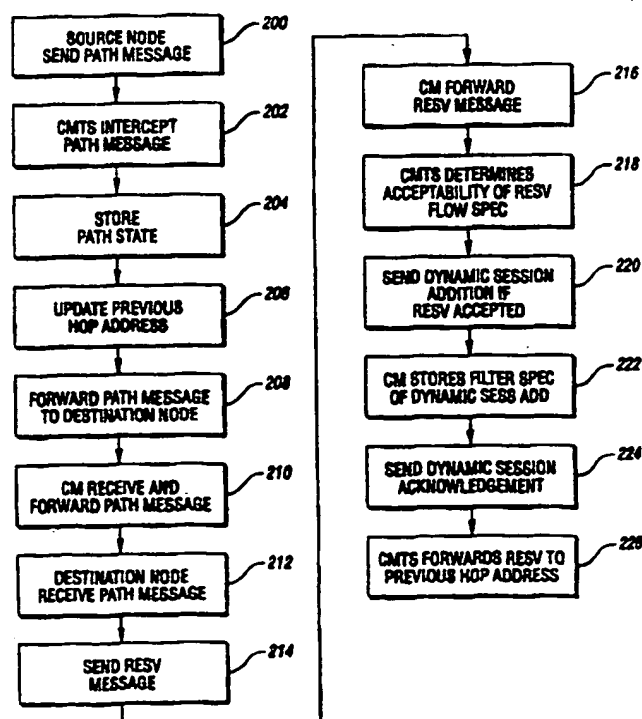 SOURCE NODE
SEND PATH MESSAGE
200
CMTS INTERCEPT
PATH MESSAGE
202
STORE
PATH STATE
204
UPDATE PREVIOUS
HOP ADDRESS
206
FORWARD PATH MESSAGE
TO DESTINATION NODE
208
CM RECEIVE AND
FORWARD PATH MESSAGE
210
DESTINATION NODE
RECEIVE PATH MESSAGE
212
SEND RESV
MESSAGE
214
CM FORWARD
RESV MESSAGE
216
CMTS DETERMINES
ACCEPTABILITY OF RESV
FLOW SPEC
218
SEND DYNAMIC SESSION
ADDITION IF
RESV ACCEPTED
220
CM STORES FILTER SPEC
OF DYNAMIC SESS ADD
222
SEND DYNAMIC SESSION
ACKNOWLEDGEMENT
224
CMTS FORWARDS RESV TO
PREVIOUS HOP ADDRESS
226